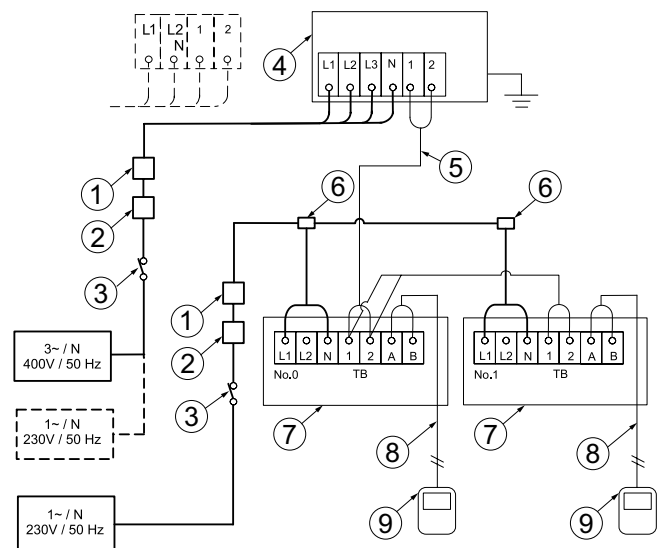 L1 L2 N 1 2
4
L1 L2 L3 N 1 2
1
5
2
6
6
3
1
3~ / N
400V / 50 Hz
2
L1 L2 N 1 2 A B
No.0 TB
L1 L2 N 1 2 A B
No.1 TB
3
1~ / N
230V / 50 Hz
7
8
7
8
1~ / N
230V / 50 Hz
9
9